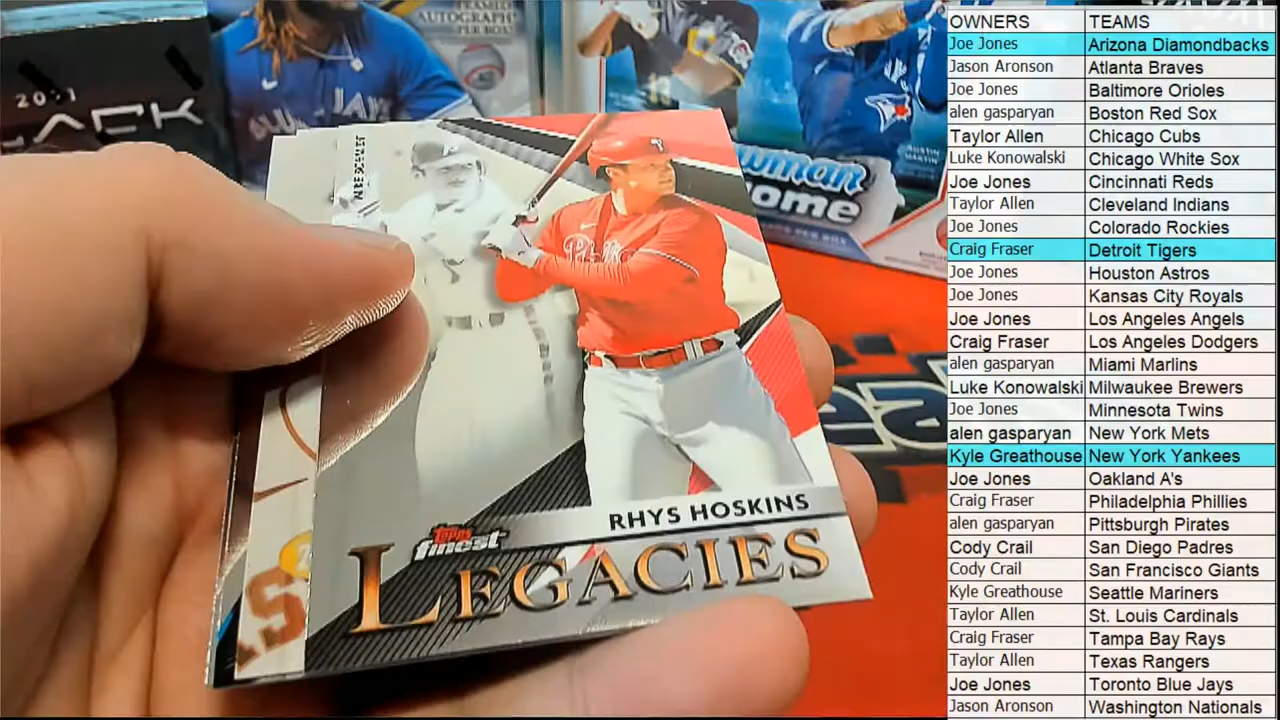 AUTOGRAPH
PER BOX!
2021
JAYS
AUSTIN
MARTIN
Phillies
RHYS HOSKINS
Topps
finest
LEGACIES
OWNERS TEAMS
Joe Jones Arizona Diamondbacks
Jason Aronson Atlanta Braves
Joe Jones Baltimore Orioles
alen gasparyan Boston Red Sox
Taylor Allen Chicago Cubs
Luke Konowalski Chicago White Sox
Joe Jones Cincinnati Reds
Taylor Allen Cleveland Indians
Joe Jones Colorado Rockies
Craig Fraser Detroit Tigers
Joe Jones Houston Astros
Joe Jones Kansas City Royals
Joe Jones Los Angeles Angels
Craig Fraser Los Angeles Dodgers
alen gasparyan Miami Marlins
Luke Konowalski Milwaukee Brewers
Joe Jones Minnesota Twins
alen gasparyan New York Mets
Kyle Greathouse New York Yankees
Joe Jones Oakland A's
Craig Fraser Philadelphia Phillies
alen gasparyan Pittsburgh Pirates
Cody Crail San Diego Padres
Cody Crail San Francisco Giants
Kyle Greathouse Seattle Mariners
Taylor Allen St. Louis Cardinals
Craig Fraser Tampa Bay Rays
Taylor Allen Texas Rangers
Joe Jones Toronto Blue Jays
Jason Aronson Washington Nationals